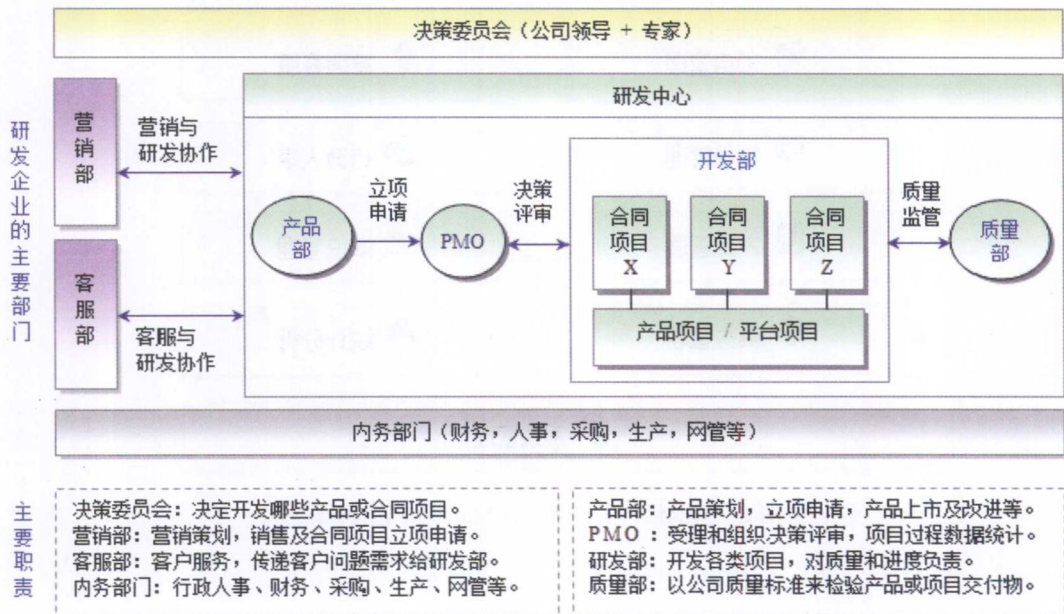 决策委员会（公司领导 + 专家）
研发企业的主要部门
营销部
营销与
研发协作
客服部
客服与
研发协作
研发中心
产品部
立项
申请
PMO
决策
评审
开发部
合同
项目
X
合同
项目
Y
合同
项目
Z
产品项目 / 平台项目
质量
监管
质量部
内务部门（财务，人事，采购，生产，网管等）
主要职责
决策委员会：决定开发哪些产品或合同项目。
营销部：营销策划，销售及合同项目立项申请。
客服部：客户服务，传递客户问题需求给研发部。
内务部门：行政人事、财务、采购、生产、网管等。
产品部：产品策划，立项申请，产品上市及改进等。
PMO：受理和组织决策评审，项目过程数据统计。
研发部：开发各类项目，对质量和进度负责。
质量部：以公司质量标准来检验产品或项目交付物。